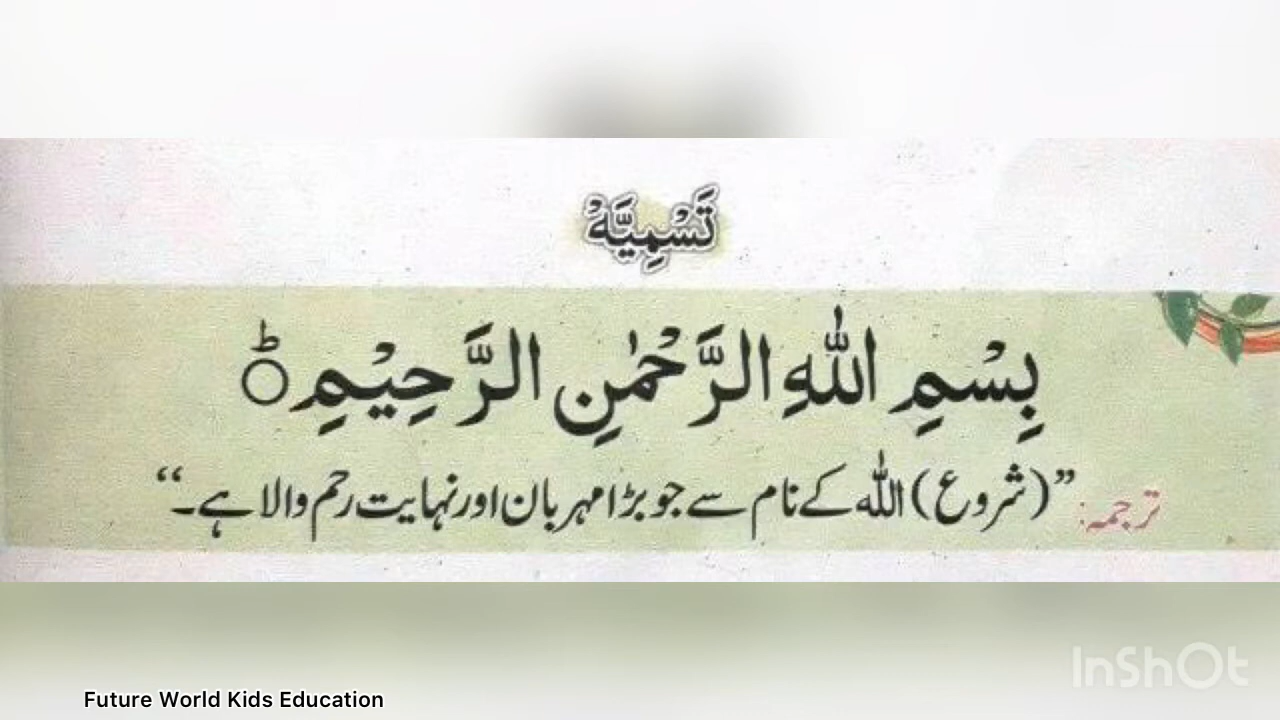 تَسْمِيَّهْ
بِسْمِ اللّٰهِ الرَّحْمٰنِ الرَّحِيْمِ ○ؕ
ترجمہ: ”(شروع) اللّٰہ کے نام سے جو بڑا مہربان اور نہایت رحم والا ہے۔“
InShOt
Future World Kids Education